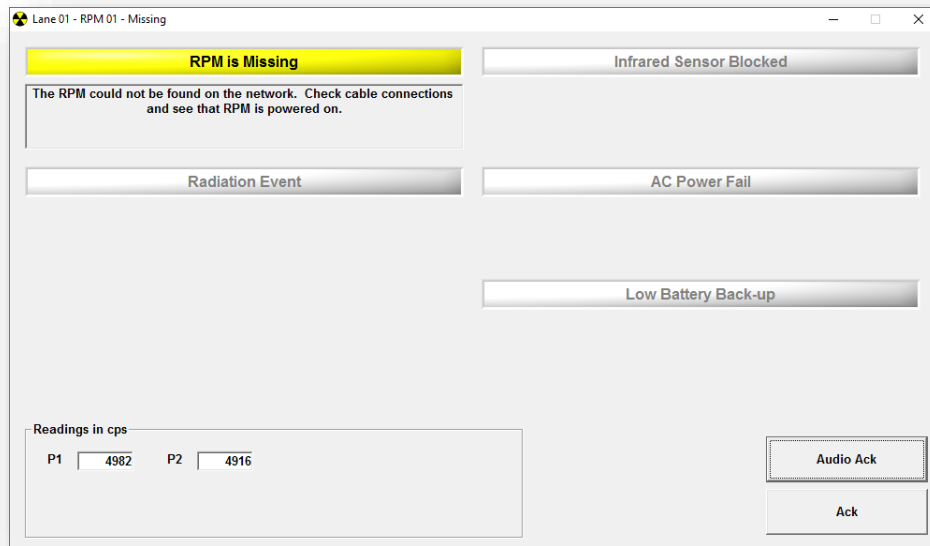 Lane 01 - RPM 01 - Missing
RPM is Missing
Infrared Sensor Blocked
The RPM could not be found on the network. Check cable connections
and see that RPM is powered on.
Radiation Event
AC Power Fail
Low Battery Back-up
Readings in cps
P1 4982 P2 4916
Audio Ack
Ack